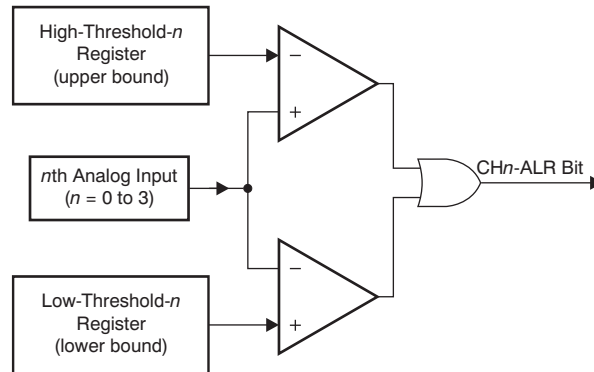 High-Threshold-n
Register
(upper bound)
−
+
nth Analog Input
(n = 0 to 3)
CHn-ALR Bit
−
+
Low-Threshold-n
Register
(lower bound)